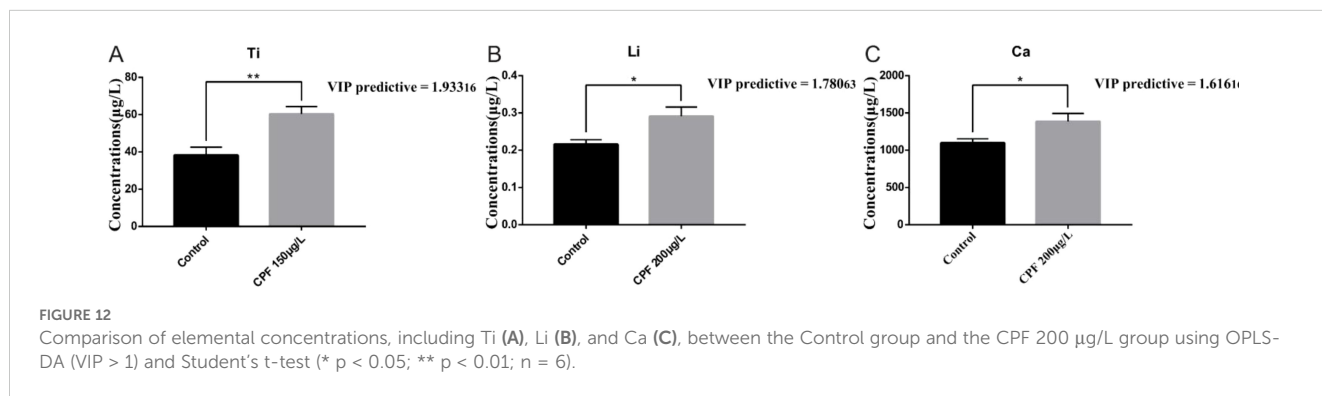 A
Ti
Concentrations(μg/L)
80
60
40
20
0
**
VIP predictive = 1.93316
Control
CPF 150μg/L
B
Li
Concentrations(μg/L)
0.4
0.3
0.2
0.1
0.0
*
VIP predictive = 1.78063
Control
CPF 200μg/L
C
Ca
Concentrations(μg/L)
2000
1500
1000
500
0
*
VIP predictive = 1.6161
Control
CPF 200μg/L
FIGURE 12
Comparison of elemental concentrations, including Ti (A), Li (B), and Ca (C), between the Control group and the CPF 200 μg/L group using OPLS-
DA (VIP > 1) and Student’s t-test (* p < 0.05; ** p < 0.01; n = 6).